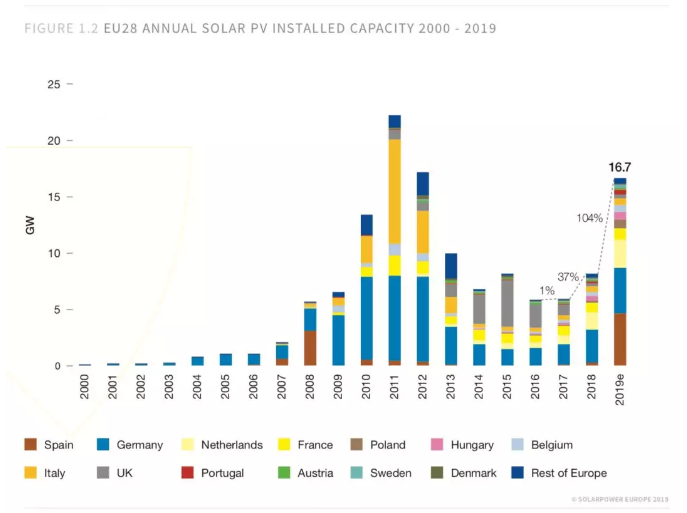 FIGURE 1.2 EU28 ANNUAL SOLAR PV INSTALLED CAPACITY 2000 - 2019
25
20
15
10
5
0
GW
16.7
104%
37%
1%
2000 2001 2002 2003 2004 2005 2006 2007 2008 2009 2010 2011 2012 2013 2014 2015 2016 2017 2018 2019e
Spain Germany Netherlands France Poland Hungary Belgium
Italy UK Portugal Austria Sweden Denmark Rest of Europe
© SOLARPOWER EUROPE 2019